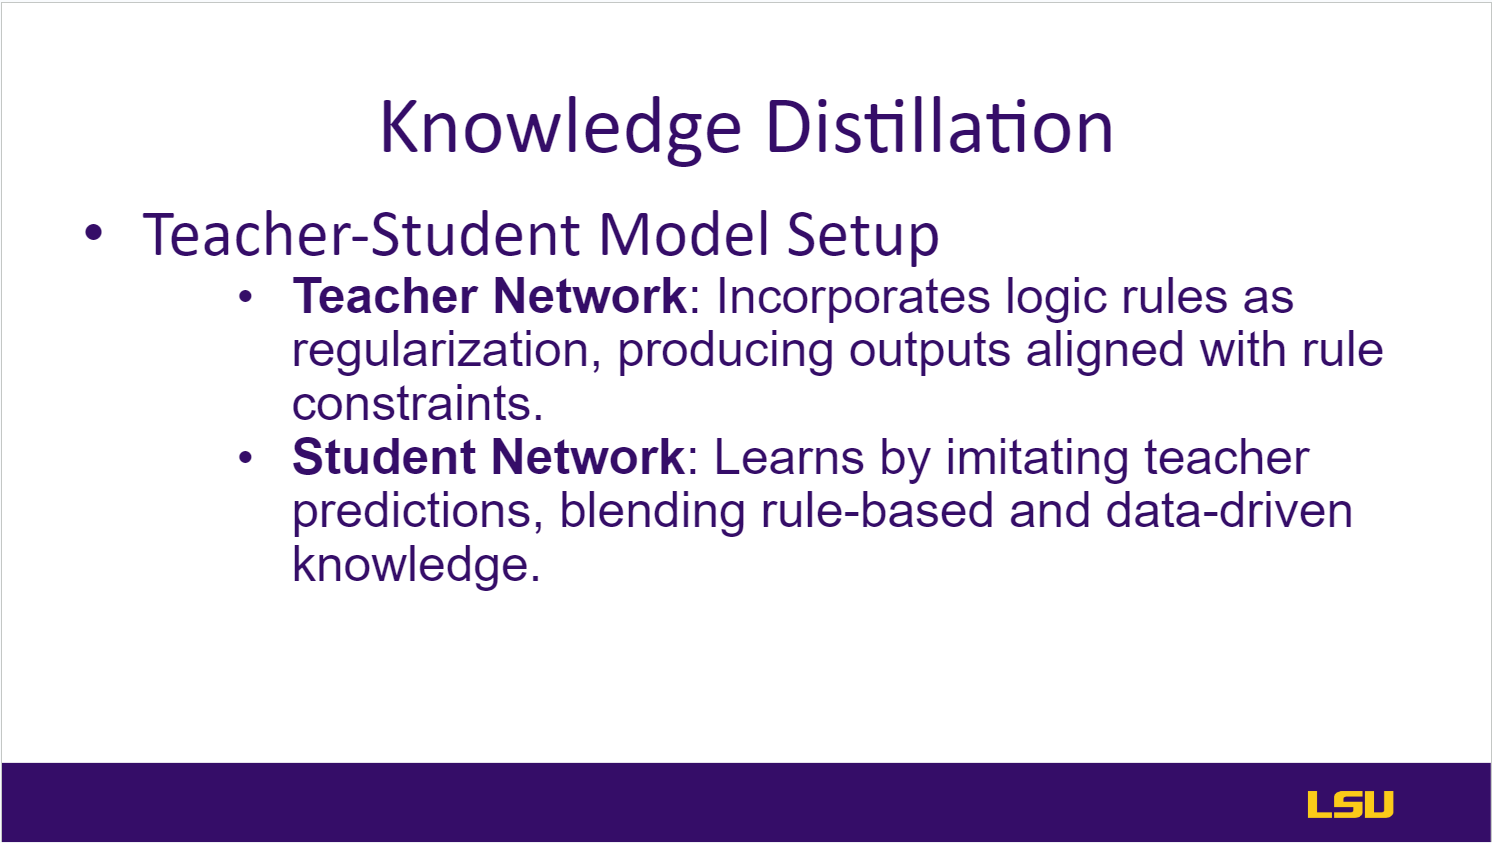 Knowledge Distillation
• Teacher-Student Model Setup
• Teacher Network: Incorporates logic rules as
regularization, producing outputs aligned with rule
constraints.
• Student Network: Learns by imitating teacher
predictions, blending rule-based and data-driven
knowledge.
LSU